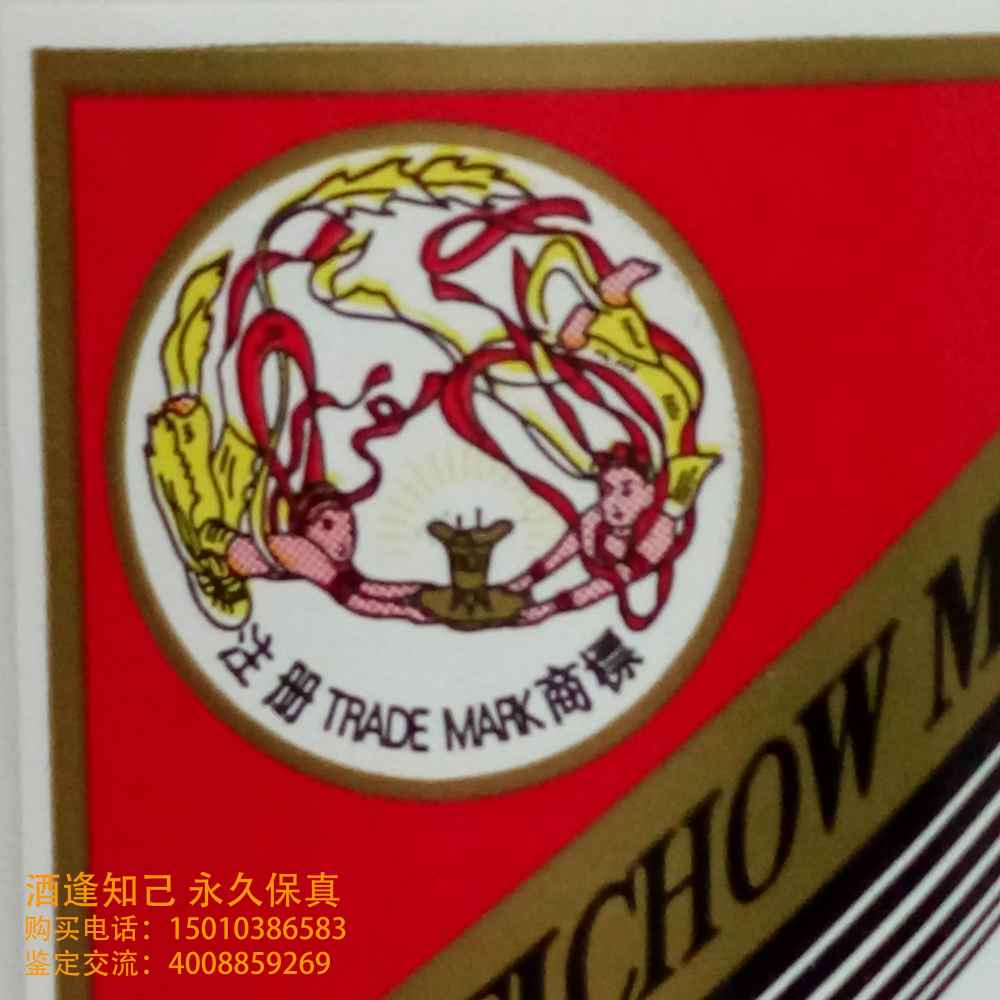 注册 TRADE MARK 商標
ICHOW M
酒逢知己 永久保真
购买电话：15010386583
鉴定交流：4008859269